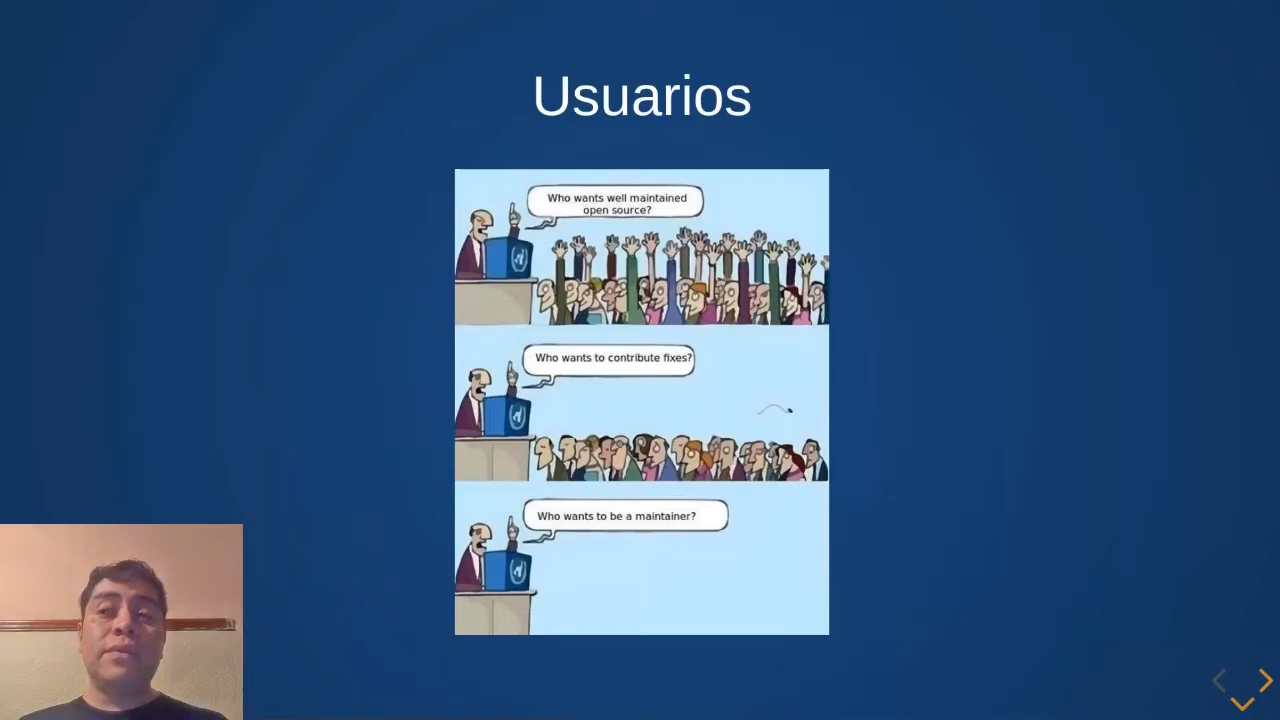 Usuarios
Who wants well maintained
open source?
Who wants to contribute fixes?
Who wants to be a maintainer?